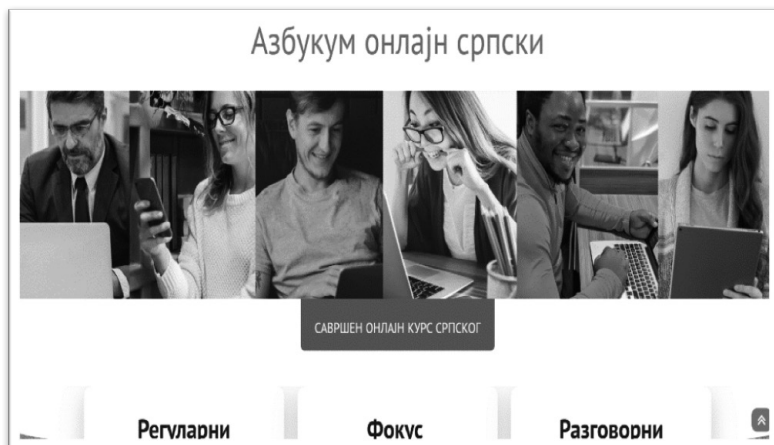 Азбукум онлајн српски
САВРШЕН ОНЛАЈН КУРС СРПСКОГ
Регуларни
Фокус
Разговорни